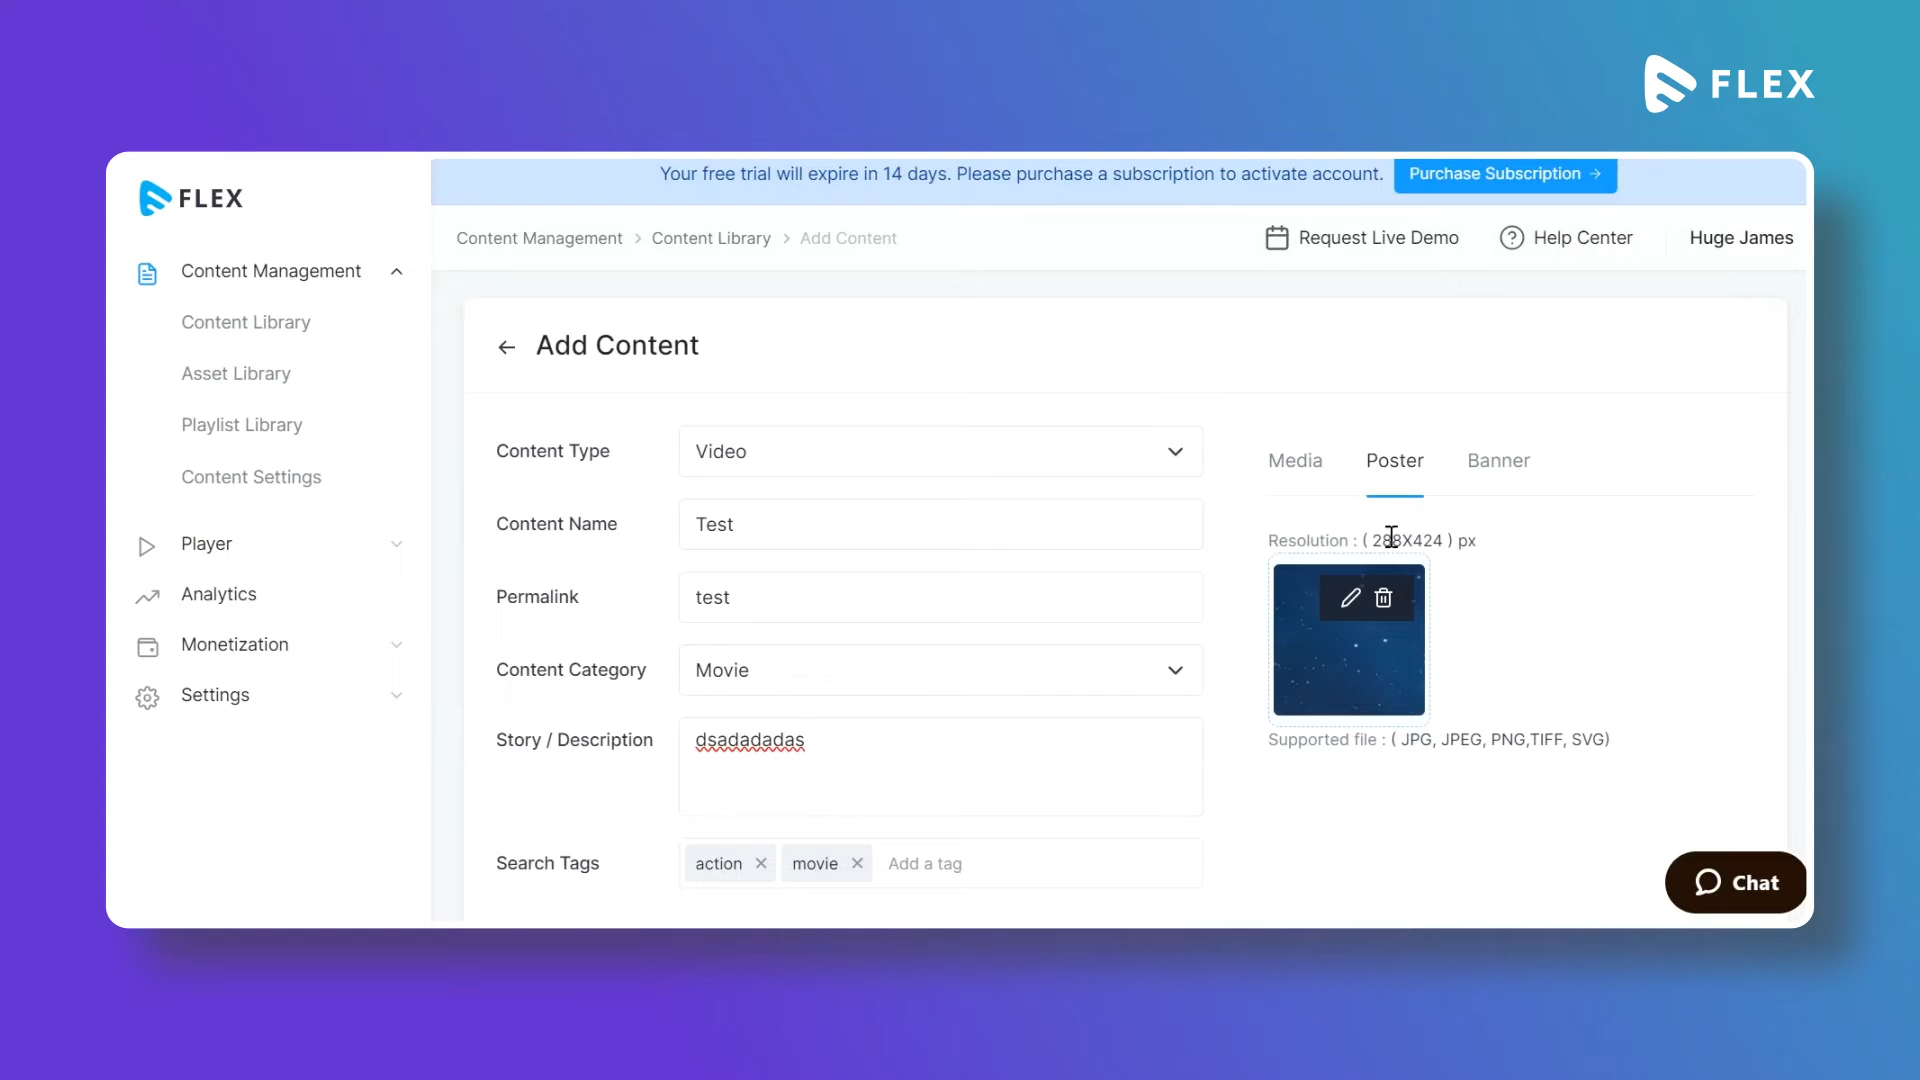 FLEX
FLEX
Your free trial will expire in 14 days. Please purchase a subscription to activate account.
Purchase Subscription →
Content Management > Content Library > Add Content
Request Live Demo
Help Center
Huge James
Content Management
Content Library
Asset Library
Playlist Library
Content Settings
Player
Analytics
Monetization
Settings
Add Content
Content Type
Video
Content Name
Test
Permalink
test
Content Category
Movie
Story / Description
dsadadadas
Search Tags
action
movie
Add a tag
Media
Poster
Banner
Resolution : ( 288X424 ) px
Supported file : ( JPG, JPEG, PNG,TIFF, SVG)
Chat